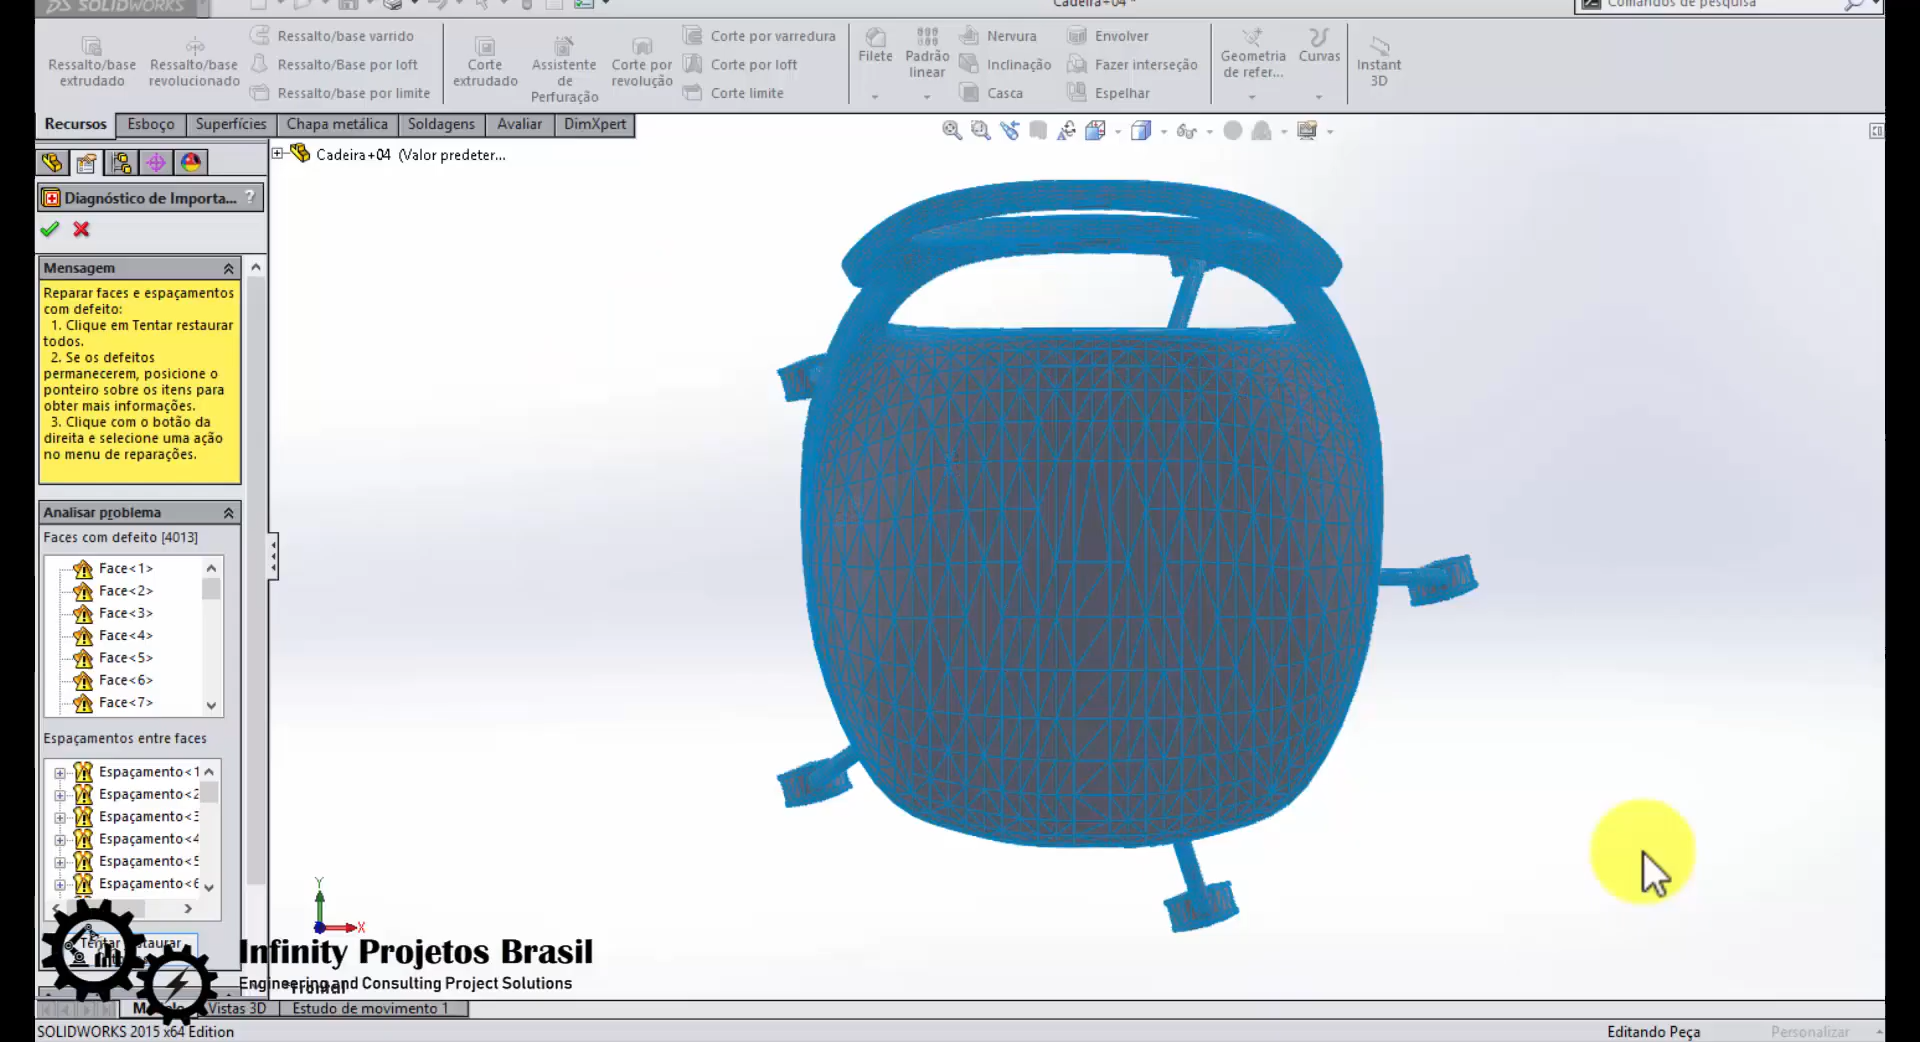 SOLIDWORKS
Cadeira+04 *
Comandos de pesquisa
Ressalto/base extrudado
Ressalto/base revolucionado
Ressalto/base varrido
Ressalto/Base por loft
Ressalto/base por limite
Corte extrudado
Assistente de Perfuração
Corte por revolução
Corte por varredura
Corte por loft
Corte limite
Filete
Padrão linear
Nervura
Inclinação
Casca
Envolver
Fazer interseção
Espelhar
Geometria de refer...
Curvas
Instant 3D
Recursos
Esboço
Superfícies
Chapa metálica
Soldagens
Avaliar
DimXpert
Cadeira+04 (Valor predeter...
Diagnóstico de Importa... ?
Mensagem
Reparar faces e espaçamentos
com defeito:
1. Clique em Tentar restaurar
todos.
2. Se os defeitos
permanecerem, posicione o
ponteiro sobre os itens para
obter mais informações.
3. Clique com o botão da
direita e selecione uma ação
no menu de reparações.
Analisar problema
Faces com defeito [4013]
Face<1>
Face<2>
Face<3>
Face<4>
Face<5>
Face<6>
Face<7>
Espaçamentos entre faces
Espaçamento<1
Espaçamento<2
Espaçamento<3
Espaçamento<4
Espaçamento<5
Espaçamento<6
Y
X
Infinity Projetos Brasil
Engineering and Consulting Project Solutions
*Frontal
Vistas 3D
Estudo de movimento 1
SOLIDWORKS 2015 x64 Edition
Editando Peça
Personalizar